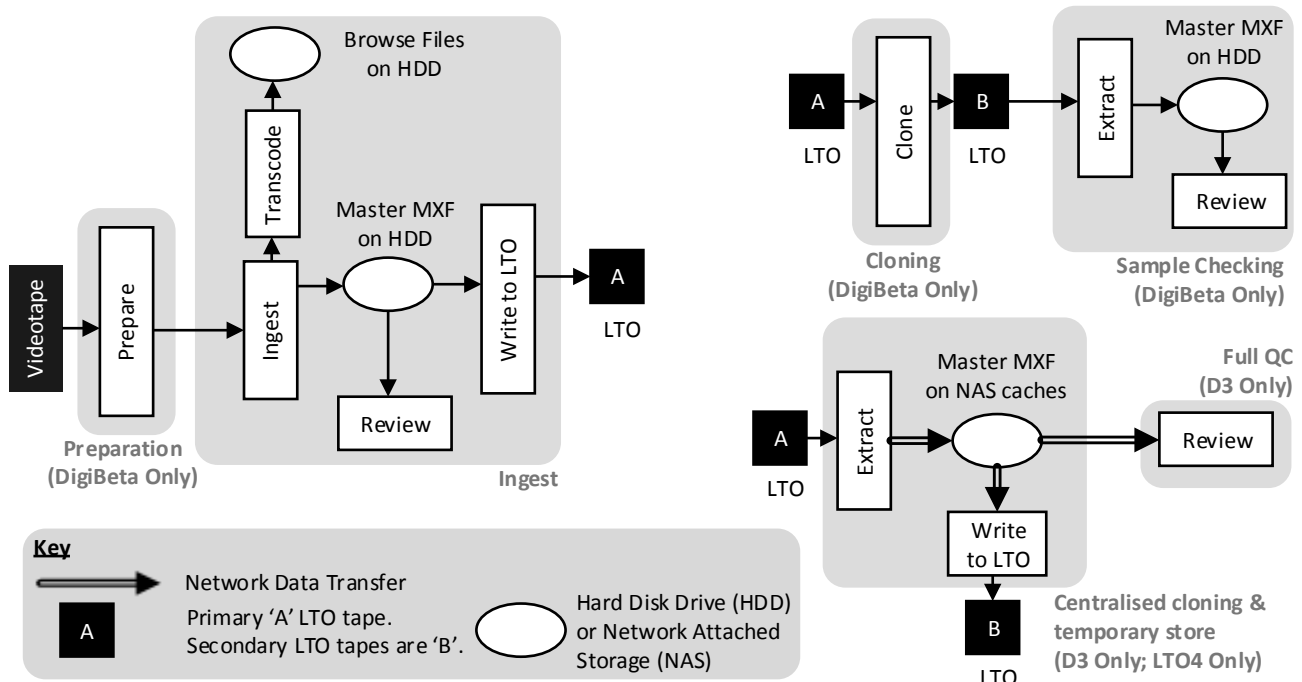 Browse Files
on HDD
Transcode
Master MXF
on HDD
Videotape
Prepare
Ingest
Write to LTO
A
LTO
Review
Preparation
(DigiBeta Only)
Ingest
A
LTO
Clone
B
LTO
Cloning
(DigiBeta Only)
Master MXF
on HDD
Extract
Review
Sample Checking
(DigiBeta Only)
A
LTO
Extract
Master MXF
on NAS caches
Write
to LTO
B
LTO
Full QC
(D3 Only)
Review
Centralised cloning &
temporary store
(D3 Only; LTO4 Only)
Key
Network Data Transfer
A
Primary ‘A’ LTO tape.
Secondary LTO tapes are ‘B’.
Hard Disk Drive (HDD)
or Network Attached
Storage (NAS)